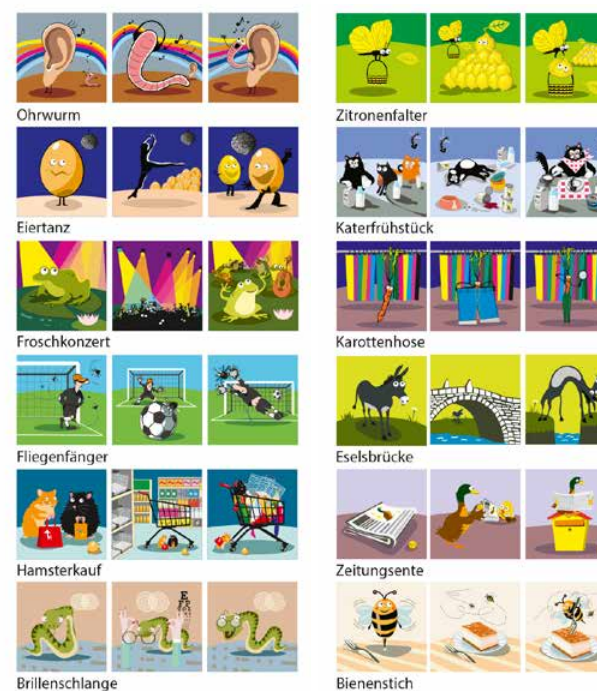 Ohrwurm
Eiertanz
Froschkonzert
Fliegenfänger
Hamsterkauf
Brillenschlange
Zitronenfalter
Katerfrühstück
Karottenhose
Eselsbrücke
Zeitungsente
Bienenstich